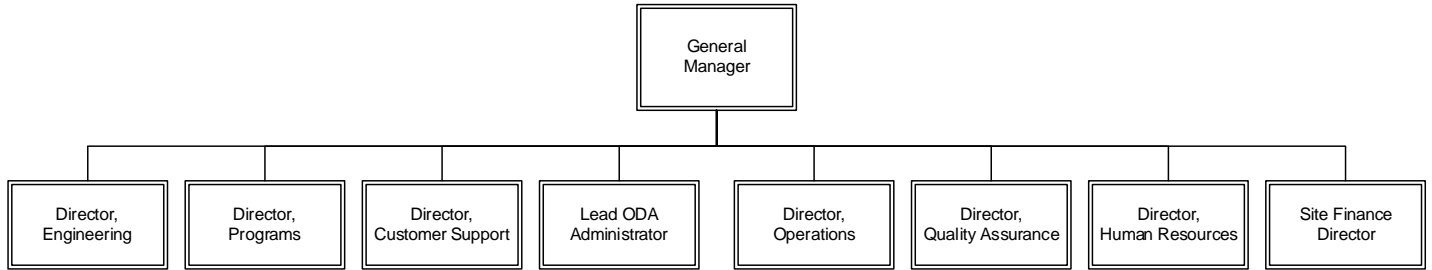 General
Manager
Director,
Engineering
Director,
Programs
Director,
Customer Support
Lead ODA
Administrator
Director,
Operations
Director,
Quality Assurance
Director,
Human Resources
Site Finance
Director